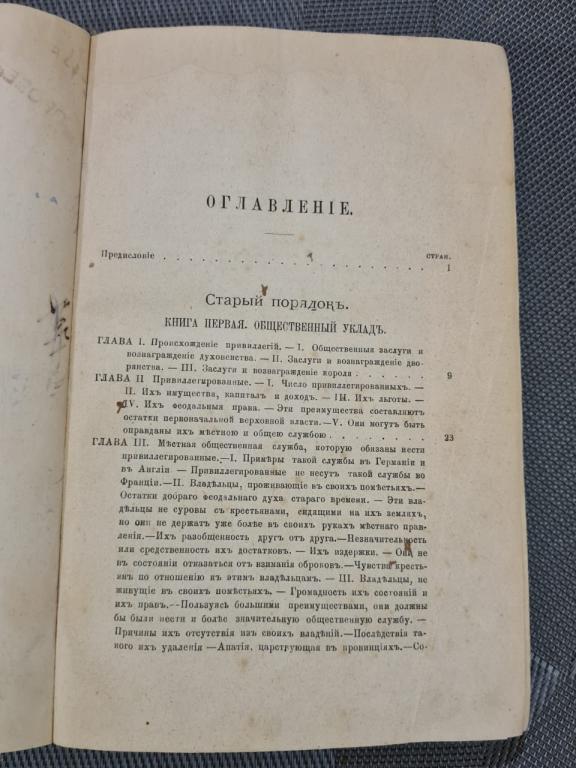 ОГЛАВЛЕНІЕ.
СТРАН.
Предисловіе . . . . . . . . . . . . . . . . . . . . 1
Старый порядокъ.
КНИГА ПЕРВАЯ. ОБЩЕСТВЕННЫЙ УКЛАДЪ.
ГЛАВА I. Происхожденіе привиллегій. — I. Общественныя заслуги и
вознагражденіе духовенства. — II. Заслуги и вознагражденіе дво-
рянства. — III. Заслуги и вознагражденіе короля . . . . . . 9
ГЛАВА II Привиллегированные. — I. Число привиллегированныхъ. —
II. Ихъ имущества, капиталъ и доходъ. — III. Ихъ льготы. —
IV. Ихъ феодальныя права. — Эти преимущества составляютъ
остатки первоначальной верховной власти. — V. Они могутъ быть
оправданы ихъ мѣстною и общею службою . . . . . . . . . 23
ГЛАВА III. Мѣстная общественная служба, которую обязаны нести
привиллегированные.—I. Примѣры такой службы въ Германіи и
въ Англіи — Привиллегированные не несутъ такой службы во
Франціи.—II. Владѣльцы, проживающіе въ своихъ помѣстьяхъ.—
Остатки добраго феодальнаго духа стараго времени. — Эти вла-
дѣльцы не суровы съ крестьянами, сидящими на ихъ земляхъ,
но они не держатъ уже болѣе въ своихъ рукахъ мѣстнаго прав-
ленія.—Ихъ разобщенность другъ отъ друга.—Незначительность
или средственность ихъ достатковъ. — Ихъ издержки. — Они не
въ состояніи отказаться отъ взиманія оброковъ.—Чувства кресть-
янъ по отношенію къ этимъ владѣльцамъ. — III. Владѣльцы, не
живущіе въ своихъ помѣстьяхъ. — Громадность ихъ состояній и
ихъ правъ.—Пользуясь большими преимуществами, они должны
бы были нести и болѣе значительную общественную службу. —
Причины ихъ отсутствія изъ своихъ владѣній.—Послѣдствія та-
кого ихъ удаленія —Апатія, царствующая въ провинціяхъ.—Со-